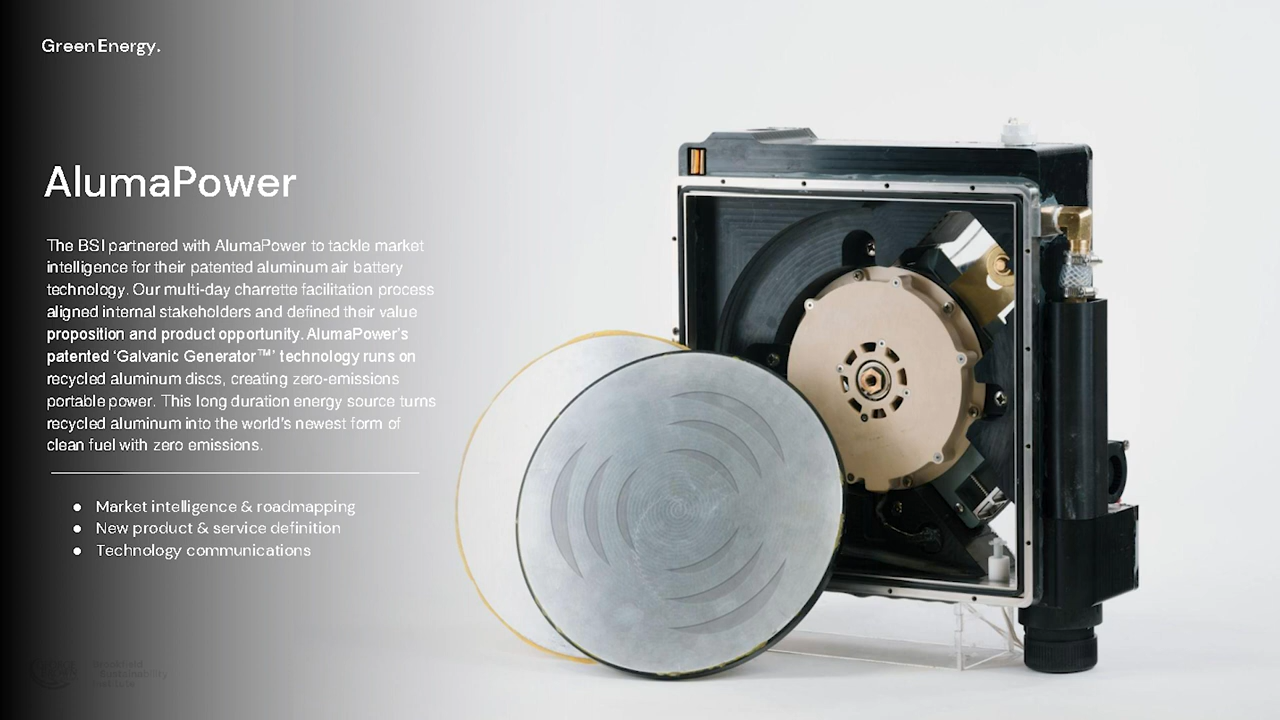 GreenEnergy.
AlumaPower
The BSI partnered with AlumaPower to tackle market
intelligence for their patented aluminum air battery
technology. Our multi-day charrette facilitation process
aligned internal stakeholders and defined their value
proposition and product opportunity. AlumaPower's
patented ‘Galvanic Generator™’ technology runs on
recycled aluminum discs, creating zero-emissions
portable power. This long duration energy source turns
recycled aluminum into the world's newest form of
clean fuel with zero emissions.
● Market intelligence & roadmapping
● New product & service definition
● Technology communications
Sustainability